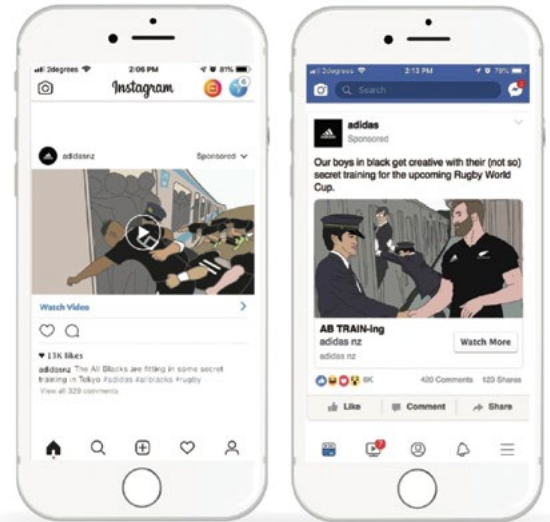 2degrees 2:06 PM 81%
Instagram
adidasnz Sponsored
Watch Video
13K likes
adidasnz The All Blacks are fitting in some secret
training in Tokyo #adidas #allblacks #rugby
View all 329 comments
2degrees 2:13 PM 79%
Search
adidas
Sponsored
Our boys in black get creative with their (not so)
secret training for the upcoming Rugby World
Cup.
AB TRAIN-ing
adidas nz
adidas nz
Watch More
6K 420 Comments 123 Shares
Like Comment Share